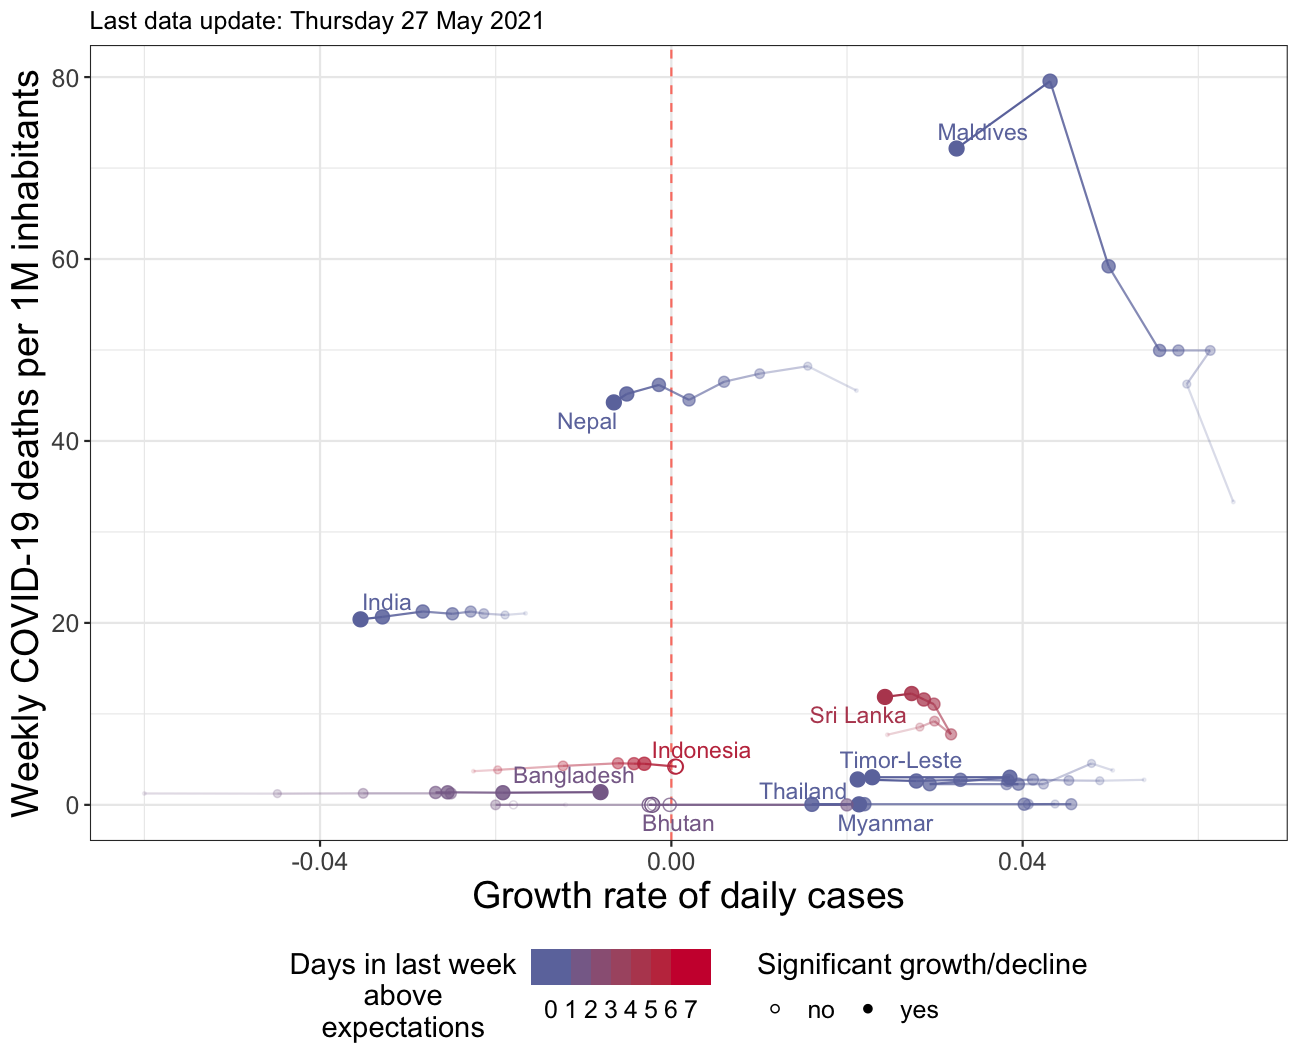 Last data update: Thursday 27 May 2021
Weekly COVID-19 deaths per 1M inhabitants
80
60
40
20
0
Maldives
Nepal
India
Sri Lanka
Indonesia
Timor-Leste
Bangladesh
Thailand
Bhutan
Myanmar
-0.04
0.00
0.04
Growth rate of daily cases
Days in last week
above
expectations
0 1 2 3 4 5 6 7
Significant growth/decline
no
yes